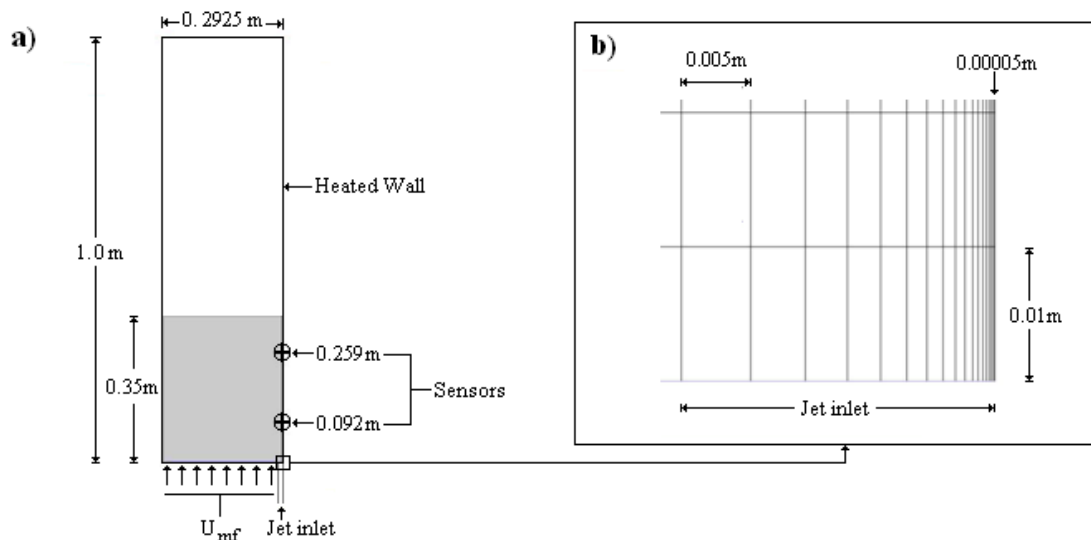 a)
0.2925 m
1.0 m
Heated Wall
0.35m
0.259 m
Sensors
0.092m
U mf
Jet inlet
b)
0.005m
0.00005m
0.01m
Jet inlet